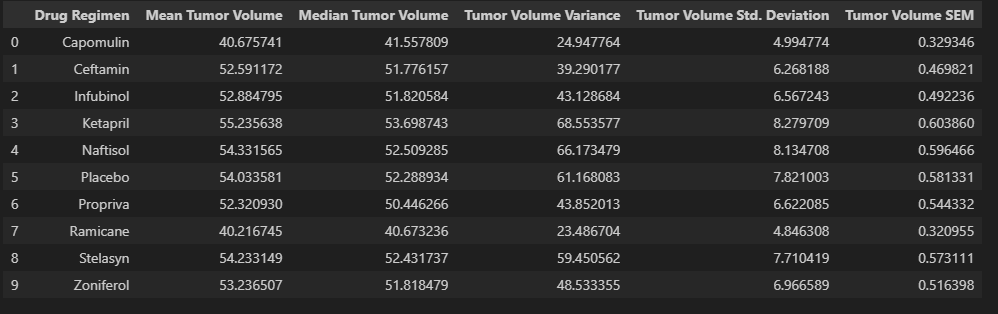 Drug Regimen Mean Tumor Volume Median Tumor Volume Tumor Volume Variance Tumor Volume Std. Deviation Tumor Volume SEM
0 Capomulin 40.675741 41.557809 24.947764 4.994774 0.329346
1 Ceftamin 52.591172 51.776157 39.290177 6.268188 0.469821
2 Infubinol 52.884795 51.820584 43.128684 6.567243 0.492236
3 Ketapril 55.235638 53.698743 68.553577 8.279709 0.603860
4 Naftisol 54.331565 52.509285 66.173479 8.134708 0.596466
5 Placebo 54.033581 52.288934 61.168083 7.821003 0.581331
6 Propriva 52.320930 50.446266 43.852013 6.622085 0.544332
7 Ramicane 40.216745 40.673236 23.486704 4.846308 0.320955
8 Stelasyn 54.233149 52.431737 59.450562 7.710419 0.573111
9 Zoniferol 53.236507 51.818479 48.533355 6.966589 0.516398